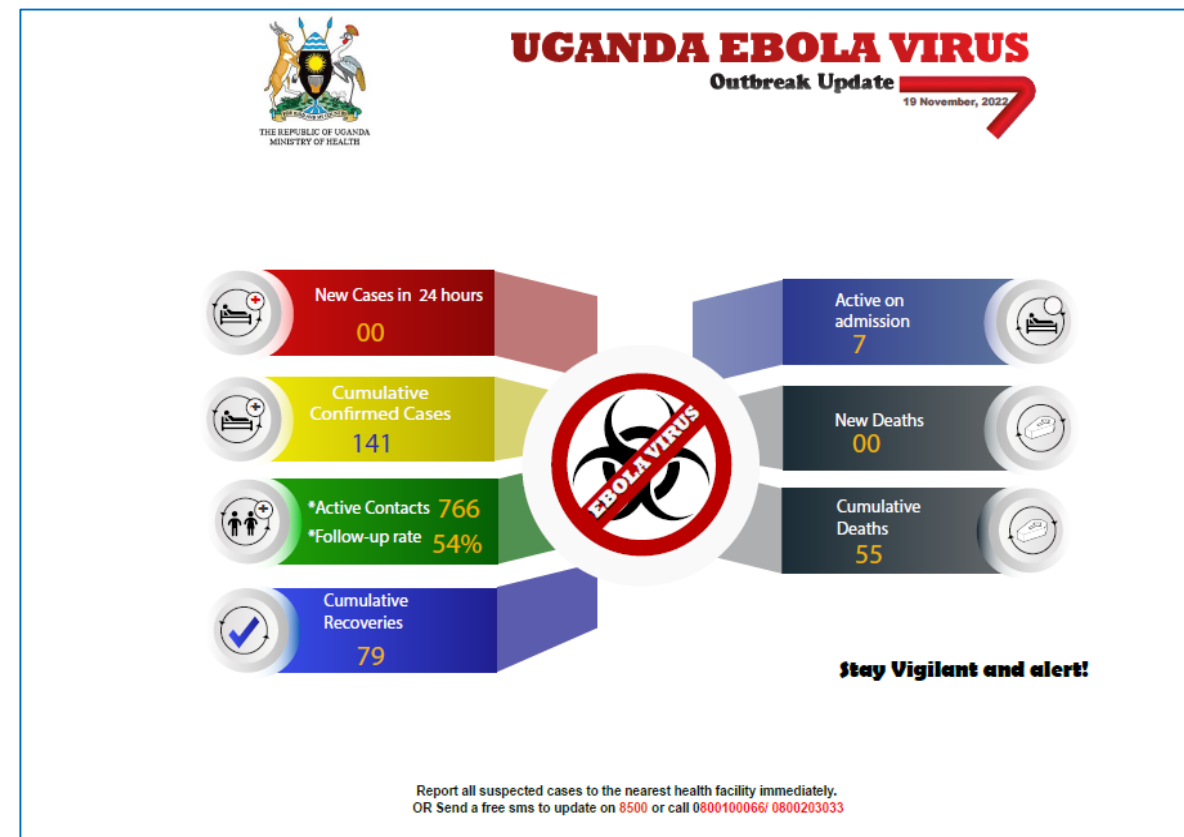 THE REPUBLIC OF UGANDA
MINISTRY OF HEALTH
UGANDA EBOLA VIRUS
Outbreak Update
19 November, 2022
New Cases in 24 hours
00
Cumulative
Confirmed Cases
141
*Active Contacts 766
*Follow-up rate 54%
Cumulative
Recoveries
79
EBOLA VIRUS
Active on
admission
7
New Deaths
00
Cumulative
Deaths
55
Stay Vigilant and alert!
Report all suspected cases to the nearest health facility immediately.
OR Send a free sms to update on 8500 or call 0800100066/ 0800203033